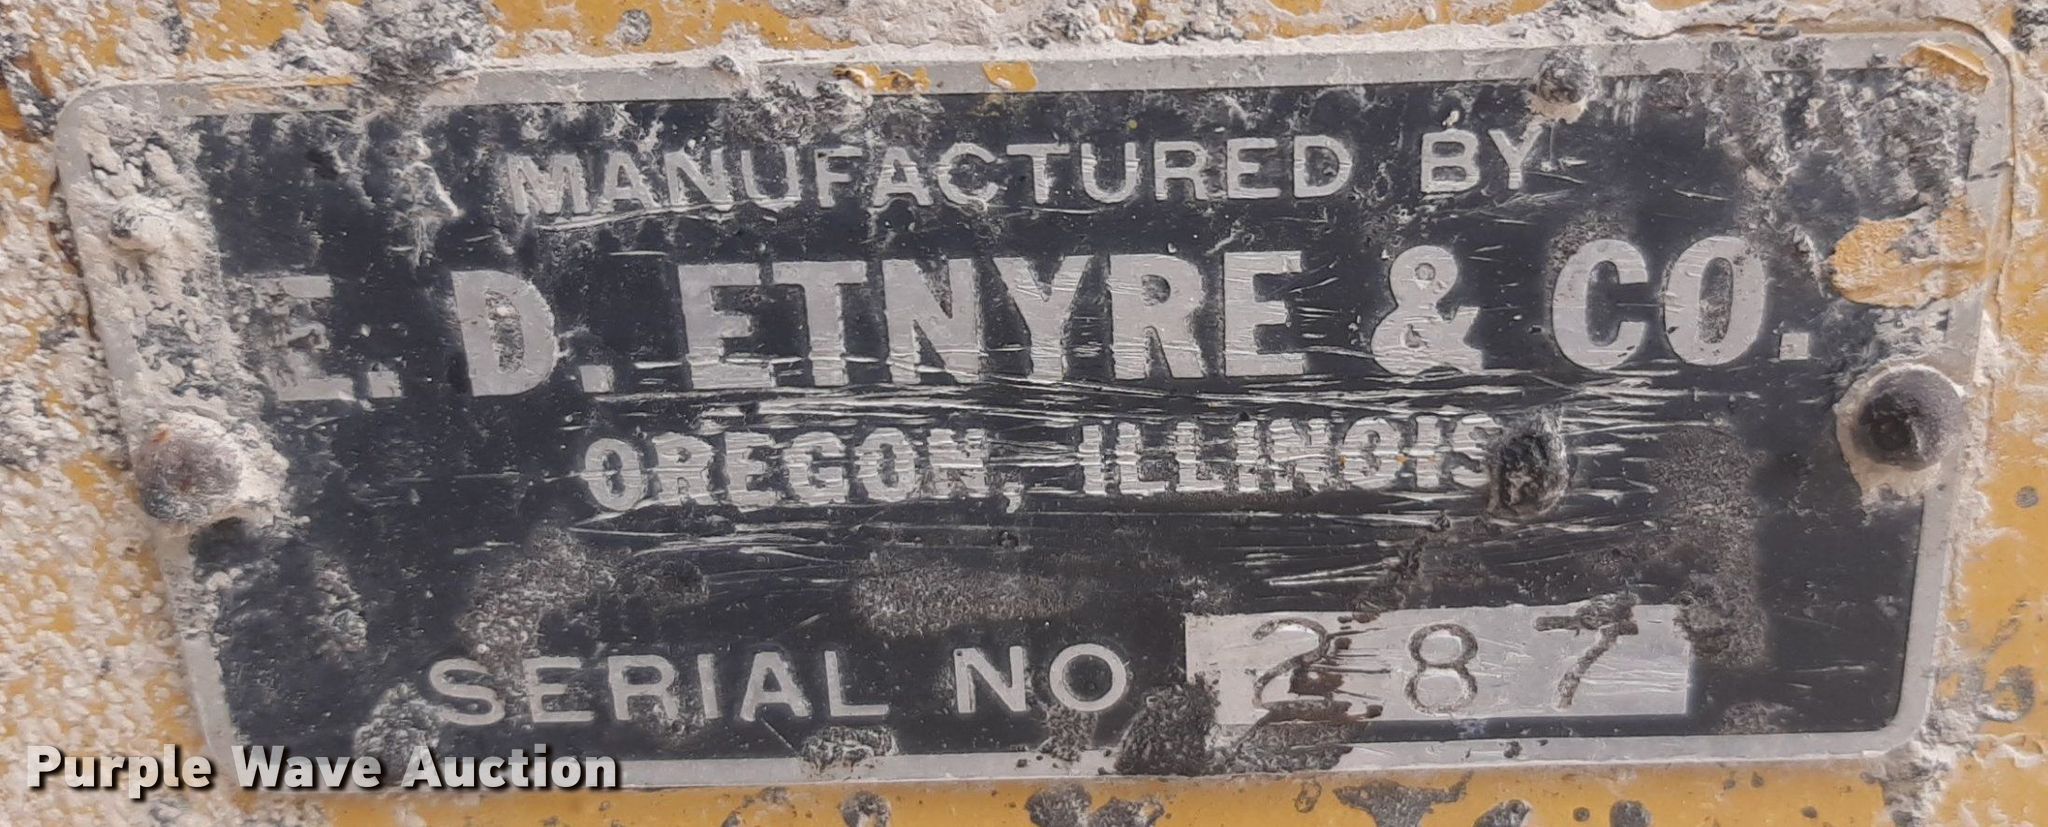 MANUFACTURED BY
E. D. ETNYRE & CO.
OREGON, ILLINOIS
SERIAL NO 287
Purple Wave Auction